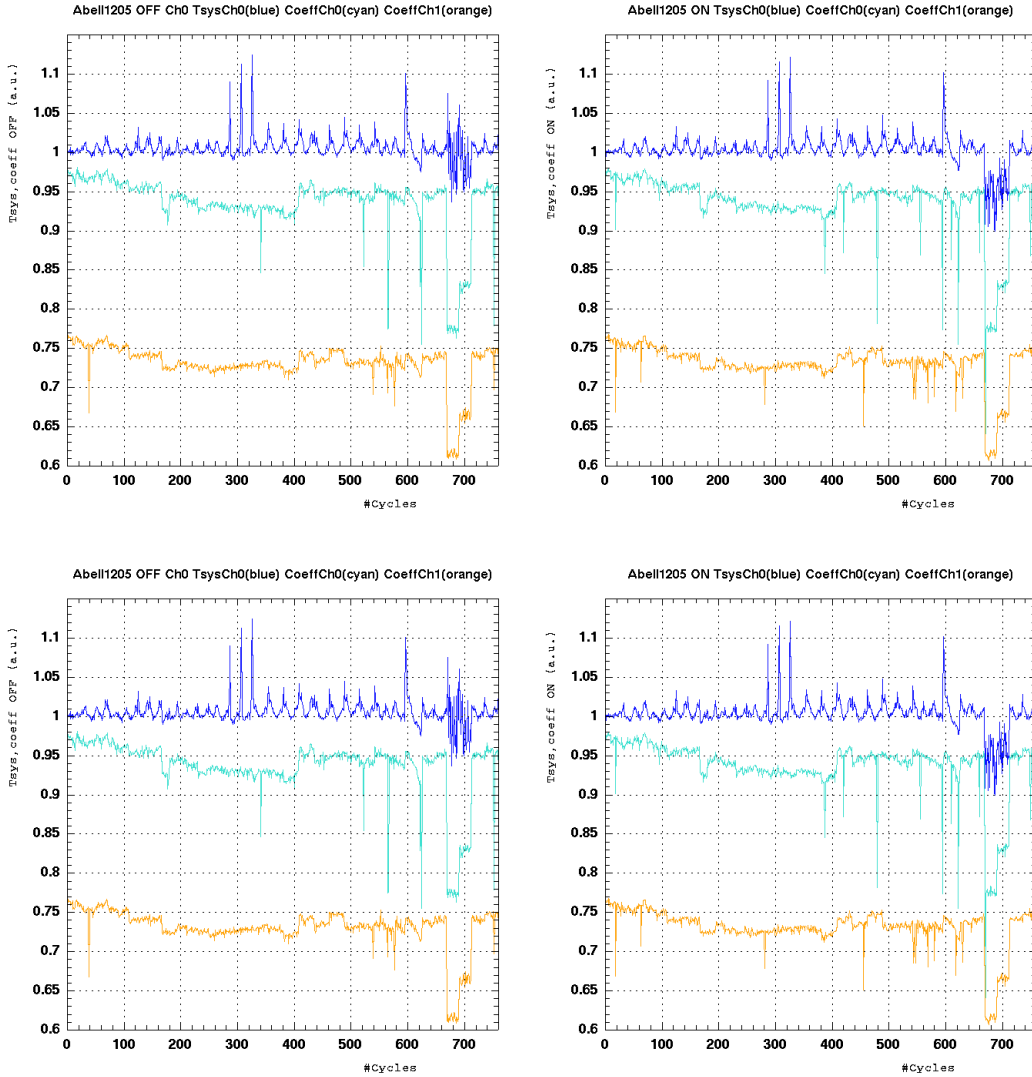 Abell1205 OFF Ch0 TsysCh0(blue) CoeffCh0(cyan) CoeffCh1(orange)
Tsys,coeff OFF (a.u.)
1.1
1.05
1
0.95
0.9
0.85
0.8
0.75
0.7
0.65
0.6
0 100 200 300 400 500 600 700
#Cycles
Abell1205 ON TsysCh0(blue) CoeffCh0(cyan) CoeffCh1(orange)
Tsys,coeff ON (a.u.)
1.1
1.05
1
0.95
0.9
0.85
0.8
0.75
0.7
0.65
0.6
0 100 200 300 400 500 600 700
#Cycles
Abell1205 OFF Ch0 TsysCh0(blue) CoeffCh0(cyan) CoeffCh1(orange)
Tsys,coeff OFF (a.u.)
1.1
1.05
1
0.95
0.9
0.85
0.8
0.75
0.7
0.65
0.6
0 100 200 300 400 500 600 700
#Cycles
Abell1205 ON TsysCh0(blue) CoeffCh0(cyan) CoeffCh1(orange)
Tsys,coeff ON (a.u.)
1.1
1.05
1
0.95
0.9
0.85
0.8
0.75
0.7
0.65
0.6
0 100 200 300 400 500 600 700
#Cycles